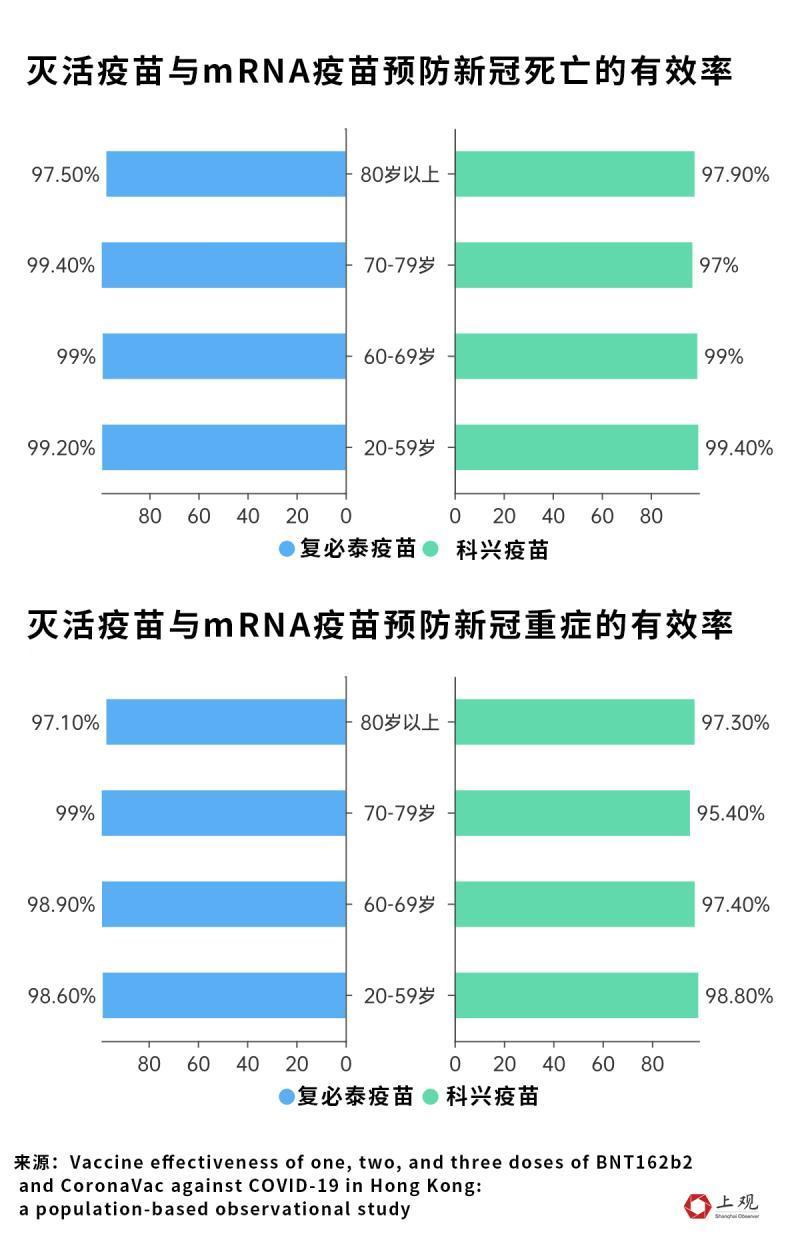 灭活疫苗与mRNA疫苗预防新冠死亡的有效率
97.50% 80岁以上 97.90%
99.40% 70-79岁 97%
99% 60-69岁 99%
99.20% 20-59岁 99.40%
80 60 40 20 0 0 20 40 60 80
复必泰疫苗 科兴疫苗
灭活疫苗与mRNA疫苗预防新冠重症的有效率
97.10% 80岁以上 97.30%
99% 70-79岁 95.40%
98.90% 60-69岁 97.40%
98.60% 20-59岁 98.80%
80 60 40 20 0 0 20 40 60 80
复必泰疫苗 科兴疫苗
来源：Vaccine effectiveness of one, two, and three doses of BNT162b2
and CoronaVac against COVID-19 in Hong Kong:
a population-based observational study
上观
Shanghai Observer